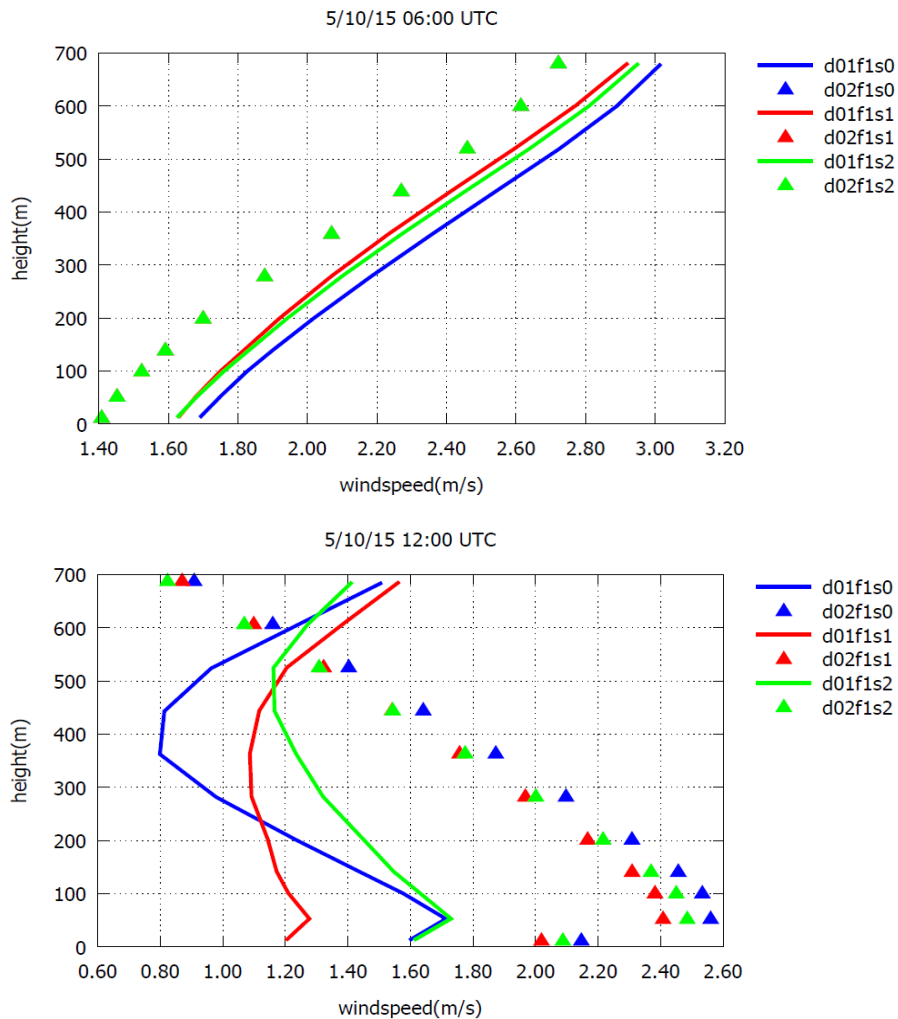 5/10/15 06:00 UTC
700
600
500
400
300
200
100
0
height(m)
1.40 1.60 1.80 2.00 2.20 2.40 2.60 2.80 3.00 3.20
windspeed(m/s)
d01f1s0
d02f1s0
d01f1s1
d02f1s1
d01f1s2
d02f1s2
5/10/15 12:00 UTC
700
600
500
400
300
200
100
0
height(m)
0.60 0.80 1.00 1.20 1.40 1.60 1.80 2.00 2.20 2.40 2.60
windspeed(m/s)
d01f1s0
d02f1s0
d01f1s1
d02f1s1
d01f1s2
d02f1s2